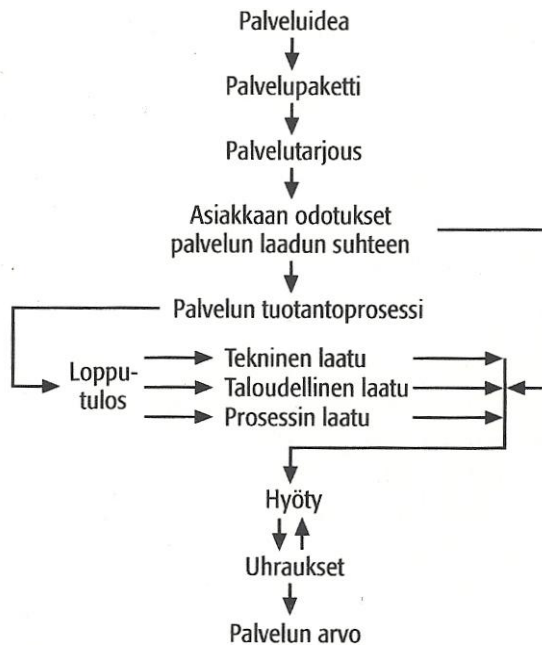 Palveluidea
Palvelupaketti
Palvelutarjous
Asiakkaan odotukset
palvelun laadun suhteen
Palvelun tuotantoprosessi
Loppu-
tulos
Tekninen laatu
Taloudellinen laatu
Prosessin laatu
Hyöty
Uhraukset
Palvelun arvo